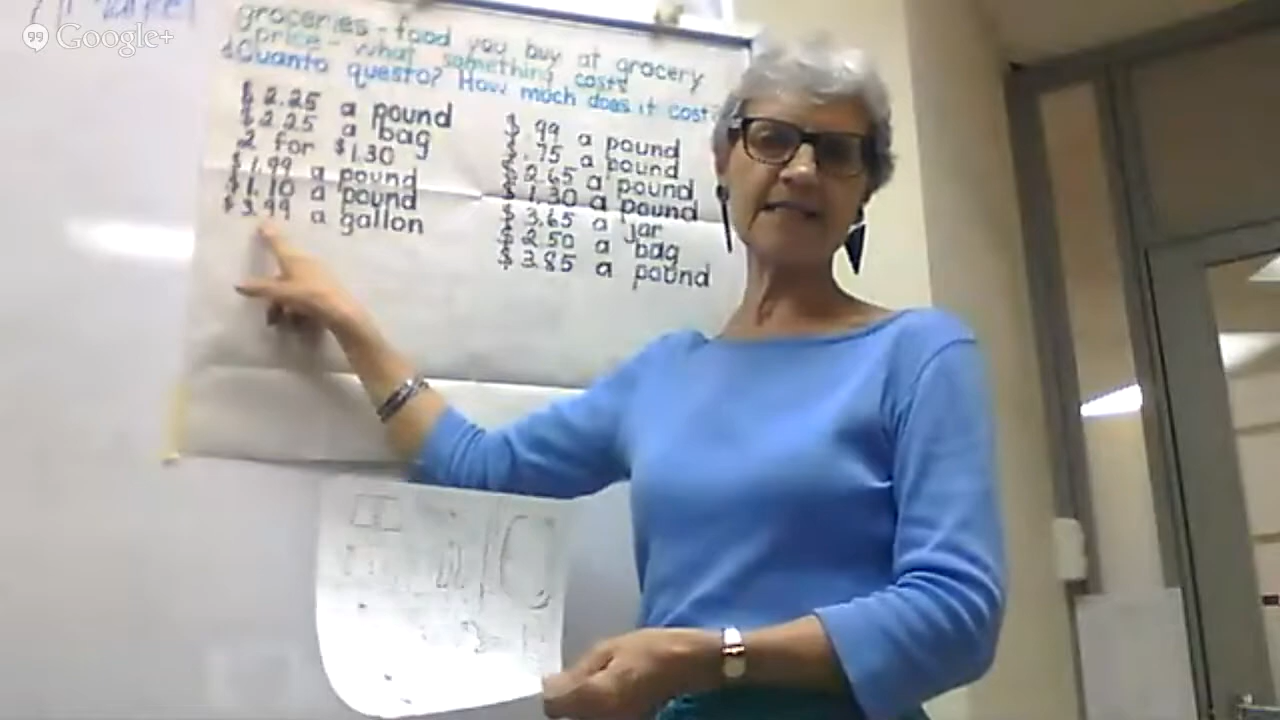 Google+
groceries - food you buy at grocery
price - what something costs
¿Cuanto questo? How much does it cost?
$2.25 a pound
$2.25 a bag
2 for $1.30
$1.99 a pound
$1.10 a pound
$3.99 a gallon
$.99 a pound
$.75 a pound
$2.65 a pound
$1.30 a pound
$3.65 a jar
$2.50 a bag
$3.85 a pound